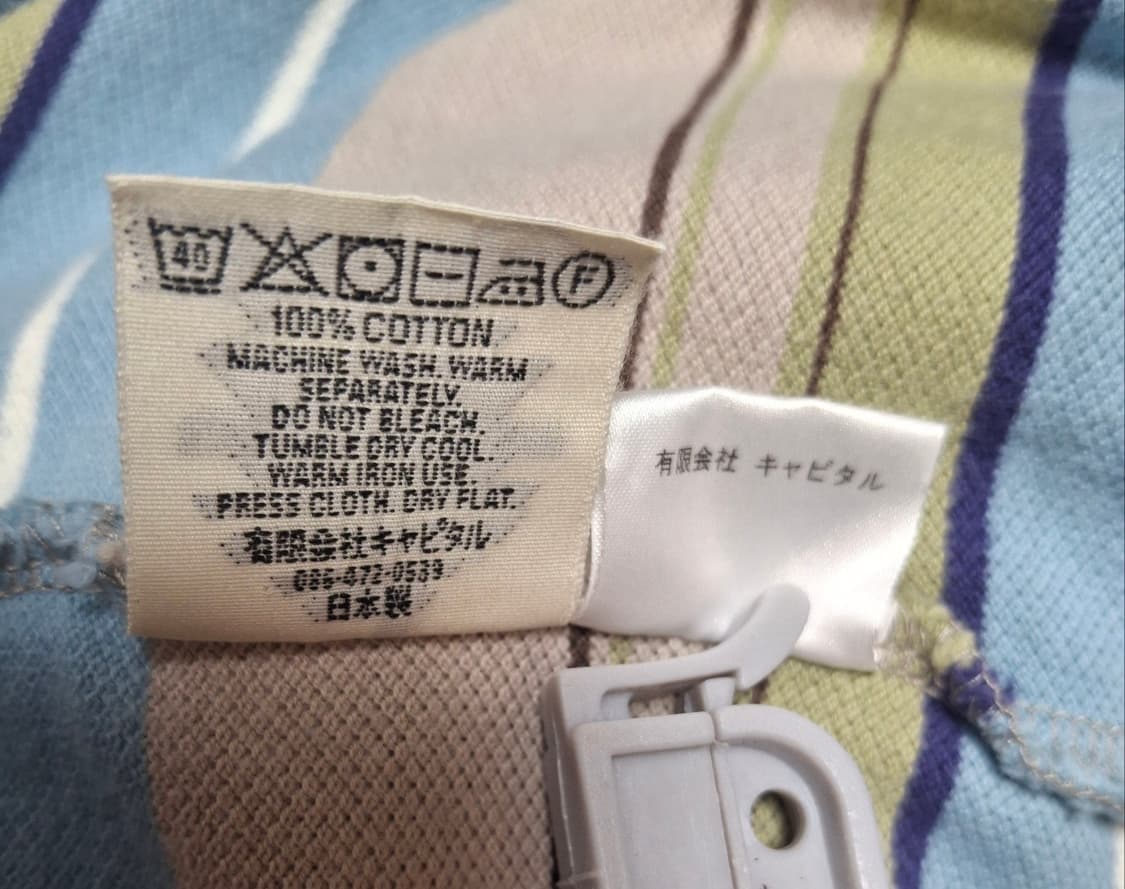 40 F
100% COTTON
MACHINE WASH. WARM
SEPARATELY.
DO NOT BLEACH.
TUMBLE DRY COOL.
WARM IRON USE.
PRESS CLOTH. DRY FLAT.
有限会社キャピタル
086-472-0539
日本製
有限会社 キャピタル